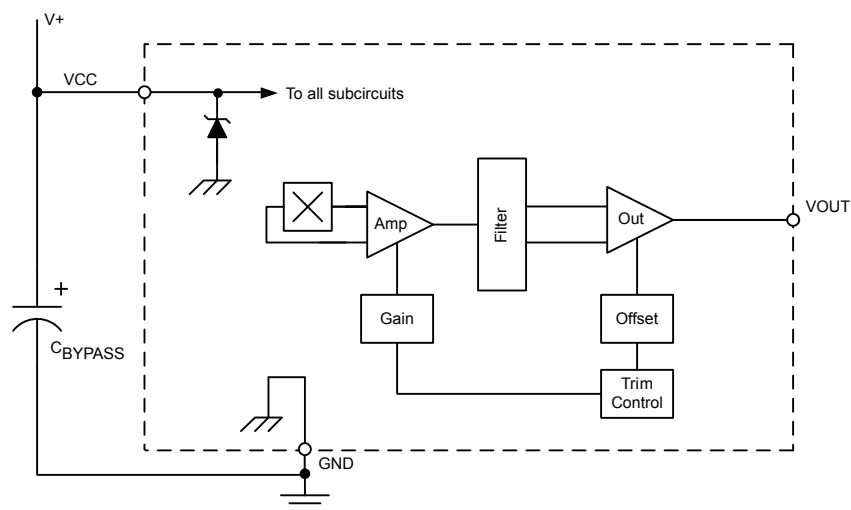 V+
VCC
To all subcircuits
Amp
Filter
Out
VOUT
+
Gain
Offset
CBYPASS
Trim
Control
GND